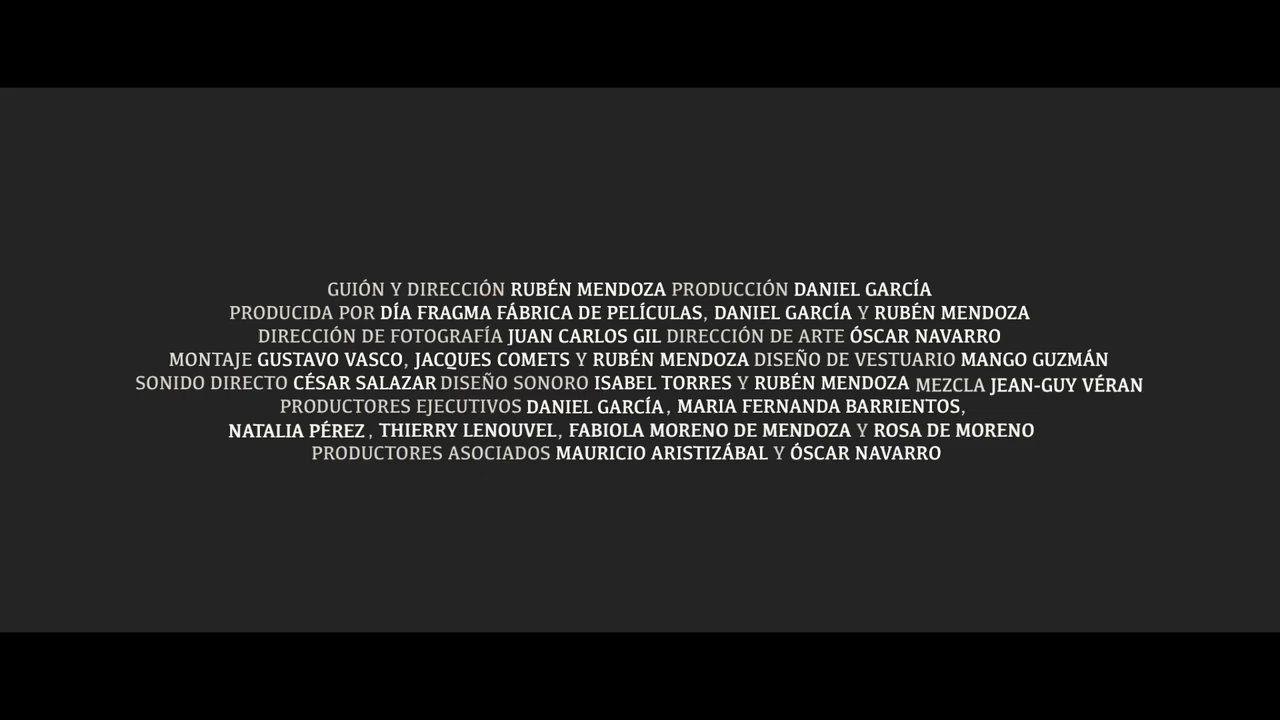 GUIÓN Y DIRECCIÓN RUBÉN MENDOZA PRODUCCIÓN DANIEL GARCÍA
PRODUCIDA POR DÍA FRAGMA FÁBRICA DE PELÍCULAS, DANIEL GARCÍA Y RUBÉN MENDOZA
DIRECCIÓN DE FOTOGRAFÍA JUAN CARLOS GIL DIRECCIÓN DE ARTE ÓSCAR NAVARRO
MONTAJE GUSTAVO VASCO, JACQUES COMETS Y RUBÉN MENDOZA DISEÑO DE VESTUARIO MANGO GUZMÁN
SONIDO DIRECTO CÉSAR SALAZAR DISEÑO SONORO ISABEL TORRES Y RUBÉN MENDOZA MEZCLA JEAN-GUY VÉRAN
PRODUCTORES EJECUTIVOS DANIEL GARCÍA, MARIA FERNANDA BARRIENTOS,
NATALIA PÉREZ, THIERRY LENOUVEL, FABIOLA MORENO DE MENDOZA Y ROSA DE MORENO
PRODUCTORES ASOCIADOS MAURICIO ARISTIZÁBAL Y ÓSCAR NAVARRO